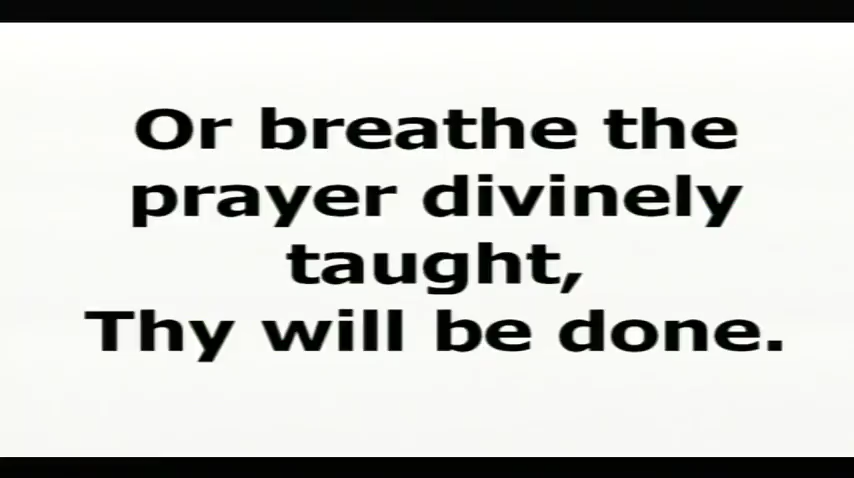 Or breathe the
prayer divinely
taught,
Thy will be done.